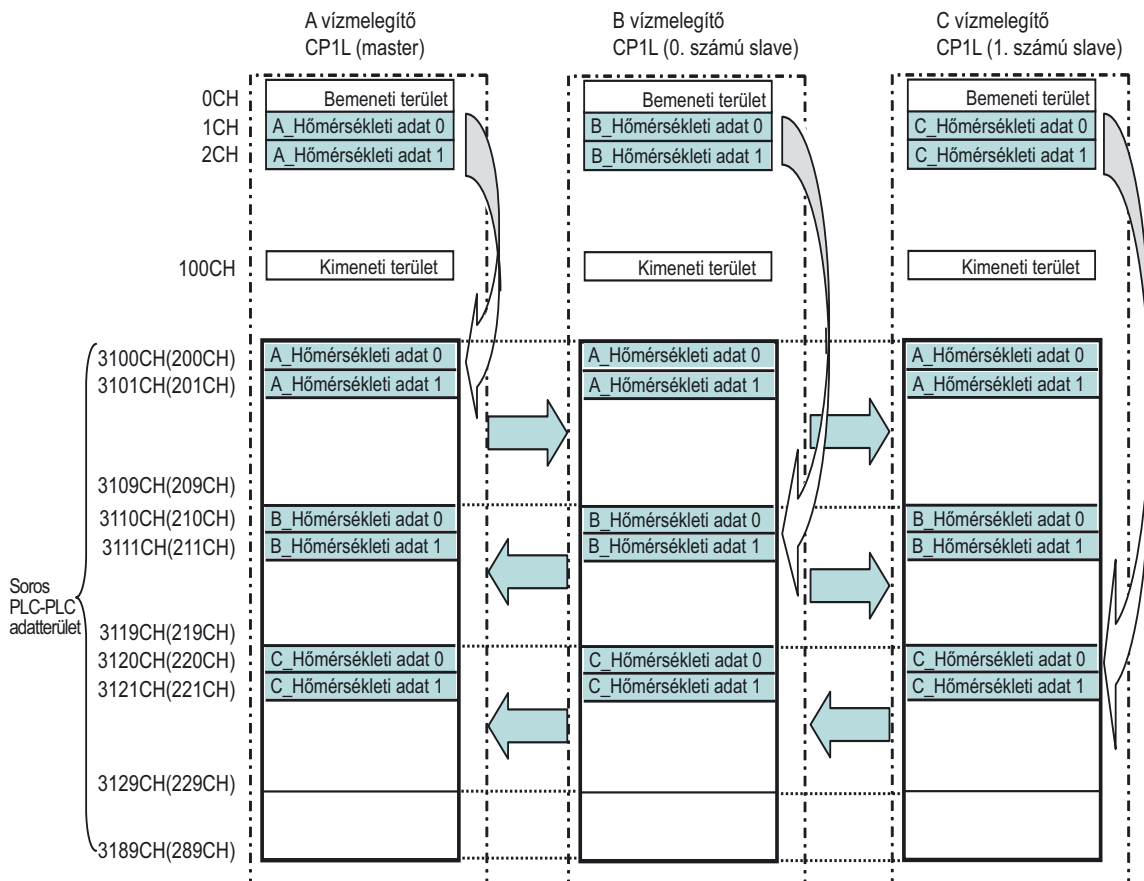 A vízmelegítő
CP1L (master)
B vízmelegítő
CP1L (0. számú slave)
C vízmelegítő
CP1L (1. számú slave)
0CH
Bemeneti terület
Bemeneti terület
Bemeneti terület
1CH
A_Hőmérsékleti adat 0
B_Hőmérsékleti adat 0
C_Hőmérsékleti adat 0
2CH
A_Hőmérsékleti adat 1
B_Hőmérsékleti adat 1
C_Hőmérsékleti adat 1
100CH
Kimeneti terület
Kimeneti terület
Kimeneti terület
3100CH(200CH)
A_Hőmérsékleti adat 0
A_Hőmérsékleti adat 0
A_Hőmérsékleti adat 0
3101CH(201CH)
A_Hőmérsékleti adat 1
A_Hőmérsékleti adat 1
A_Hőmérsékleti adat 1
3109CH(209CH)
3110CH(210CH)
B_Hőmérsékleti adat 0
B_Hőmérsékleti adat 0
B_Hőmérsékleti adat 0
3111CH(211CH)
B_Hőmérsékleti adat 1
B_Hőmérsékleti adat 1
B_Hőmérsékleti adat 1
Soros
PLC-PLC
adatterület
3119CH(219CH)
3120CH(220CH)
C_Hőmérsékleti adat 0
C_Hőmérsékleti adat 0
C_Hőmérsékleti adat 0
3121CH(221CH)
C_Hőmérsékleti adat 1
C_Hőmérsékleti adat 1
C_Hőmérsékleti adat 1
3129CH(229CH)
3189CH(289CH)